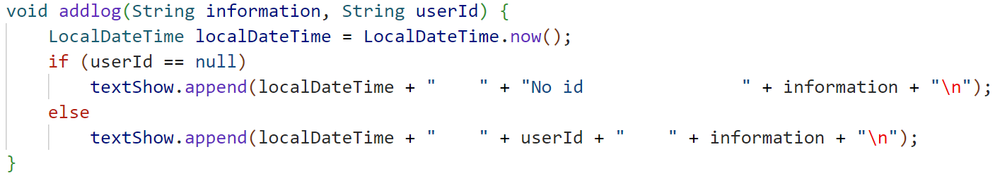 void addlog(String information, String userId) {
    LocalDateTime localDateTime = LocalDateTime.now();
    if (userId == null)
        textShow.append(localDateTime + "    " + "No id               " + information + "\n");
    else
        textShow.append(localDateTime + "    " + userId + "    " + information + "\n");
}